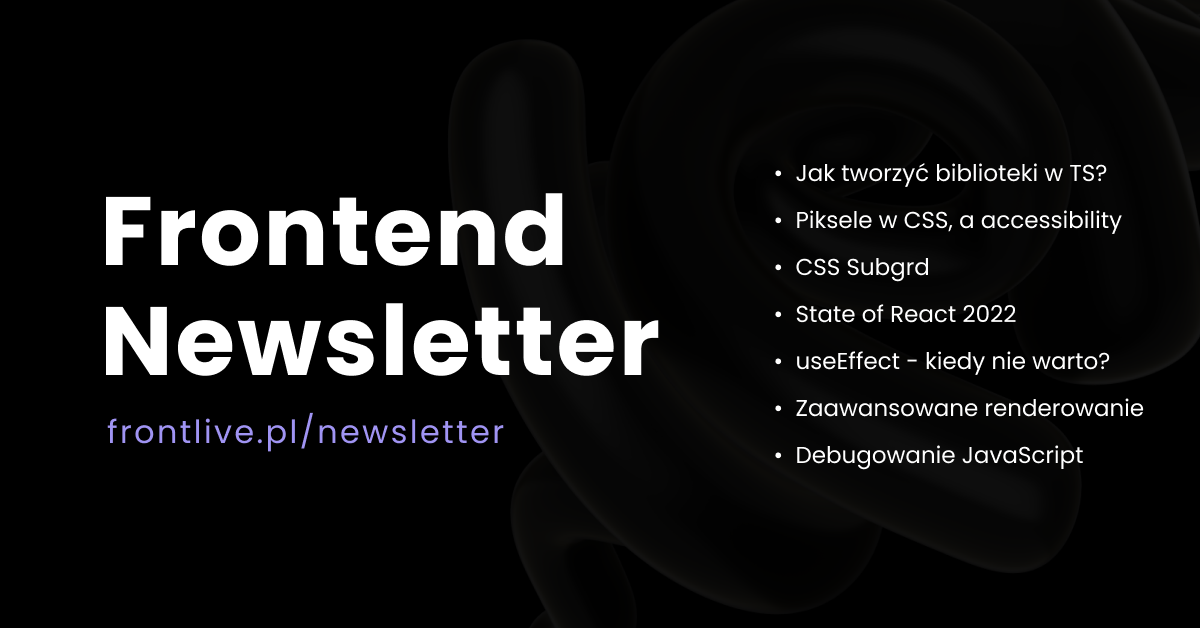 Frontend
Newsletter
frontlive.pl/newsletter
• Jak tworzyć biblioteki w TS?
• Piksele w CSS, a accessibility
• CSS Subgrd
• State of React 2022
• useEffect - kiedy nie warto?
• Zaawansowane renderowanie
• Debugowanie JavaScript